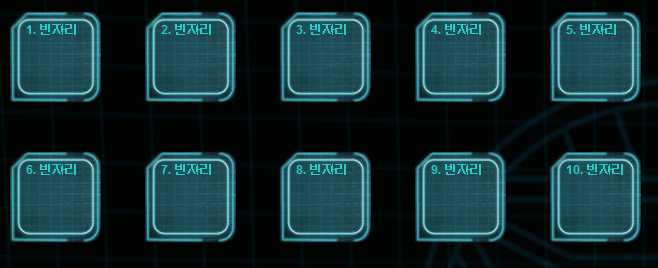 1. 빈자리
2. 빈자리
3. 빈자리
4. 빈자리
5. 빈자리
6. 빈자리
7. 빈자리
8. 빈자리
9. 빈자리
10. 빈자리